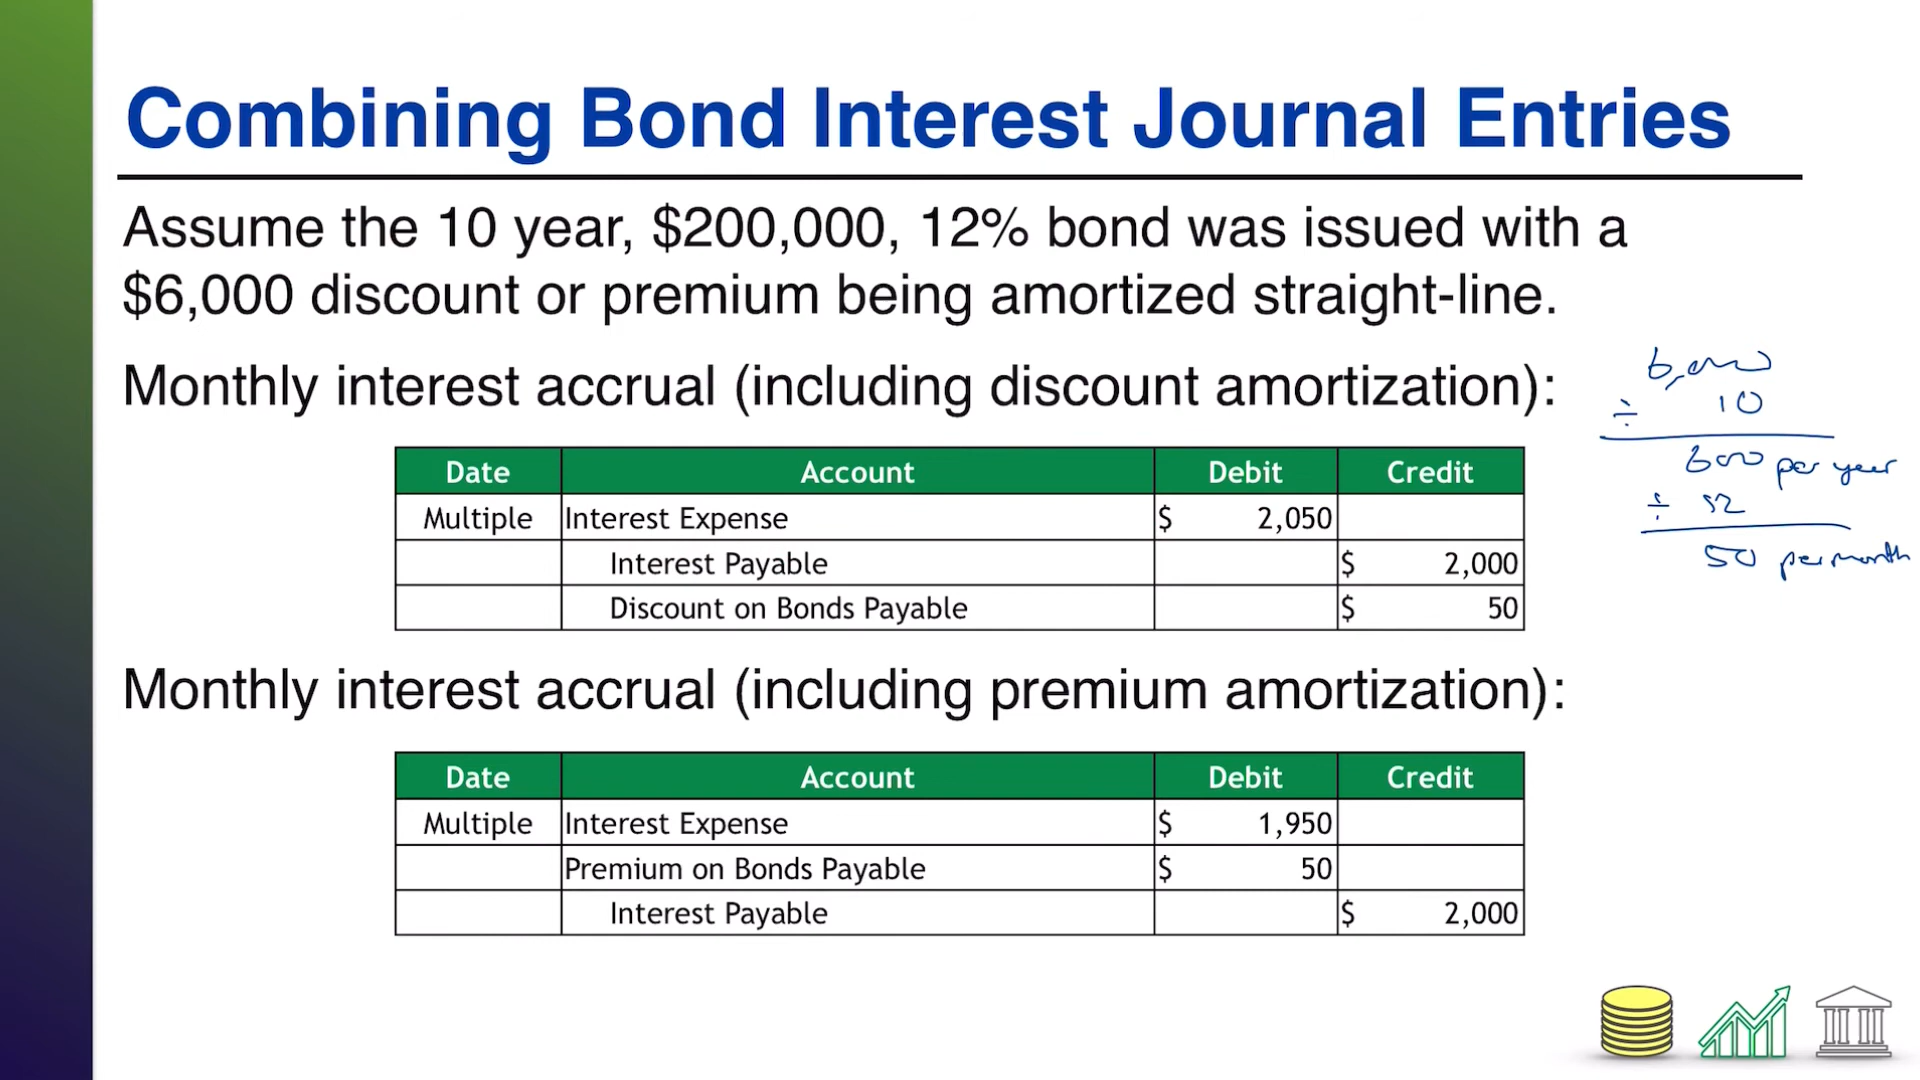 Combining Bond Interest Journal Entries
Assume the 10 year, $200,000, 12% bond was issued with a
$6,000 discount or premium being amortized straight-line.
Monthly interest accrual (including discount amortization):
6,000
÷ 10
600 per year
÷ 12
50 per month
Date Account Debit Credit
Multiple Interest Expense $ 2,050
Interest Payable $ 2,000
Discount on Bonds Payable $ 50
Monthly interest accrual (including premium amortization):
Date Account Debit Credit
Multiple Interest Expense $ 1,950
Premium on Bonds Payable $ 50
Interest Payable $ 2,000